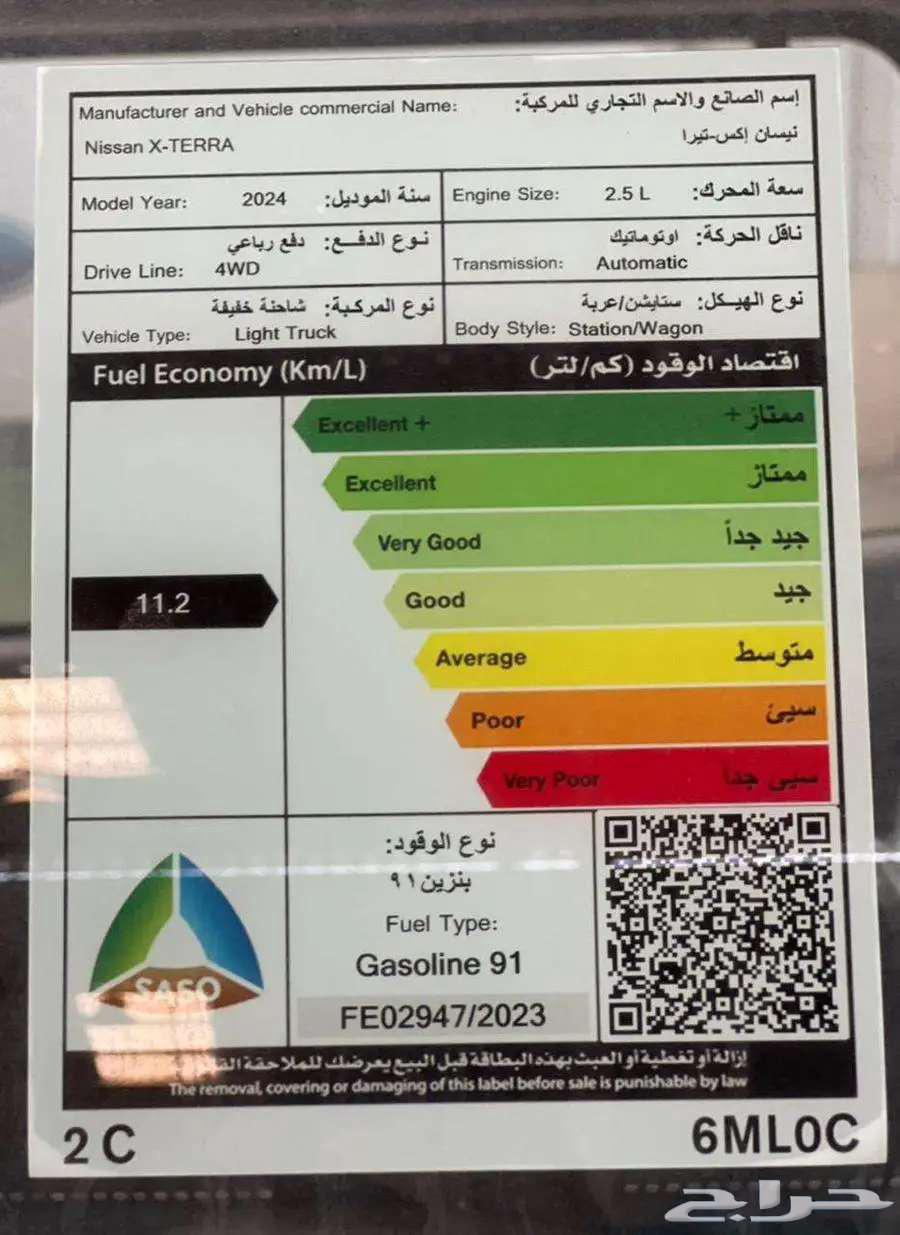 Manufacturer and Vehicle commercial Name: إسم الصانع والاسم التجاري للمركبة:
Nissan X-TERRA نيسان إكس-تيرا
Model Year: 2024 سنة الموديل:
Engine Size: 2.5 L سعة المحرك:
نوع الدفع: دفع رباعي
Drive Line: 4WD
ناقل الحركة: اوتوماتيك
Transmission: Automatic
نوع المركبة: شاحنة خفيفة
Vehicle Type: Light Truck
نوع الهيكل: ستايشن/عربة
Body Style: Station/Wagon
Fuel Economy (Km/L) اقتصاد الوقود (كم/لتر)
Excellent + ممتاز +
Excellent ممتاز
Very Good جيد جداً
11.2
Good جيد
Average متوسط
Poor سيئ
Very Poor سيئ جداً
SASO
نوع الوقود:
بنزين ٩١
Fuel Type:
Gasoline 91
FE02947/2023
إزالة أو تغطية أو العبث بهذه البطاقة قبل البيع يعرضك للملاحقة
The removal, covering or damaging of this label before sale is punishable by law
2 C 6ML0C
حراج